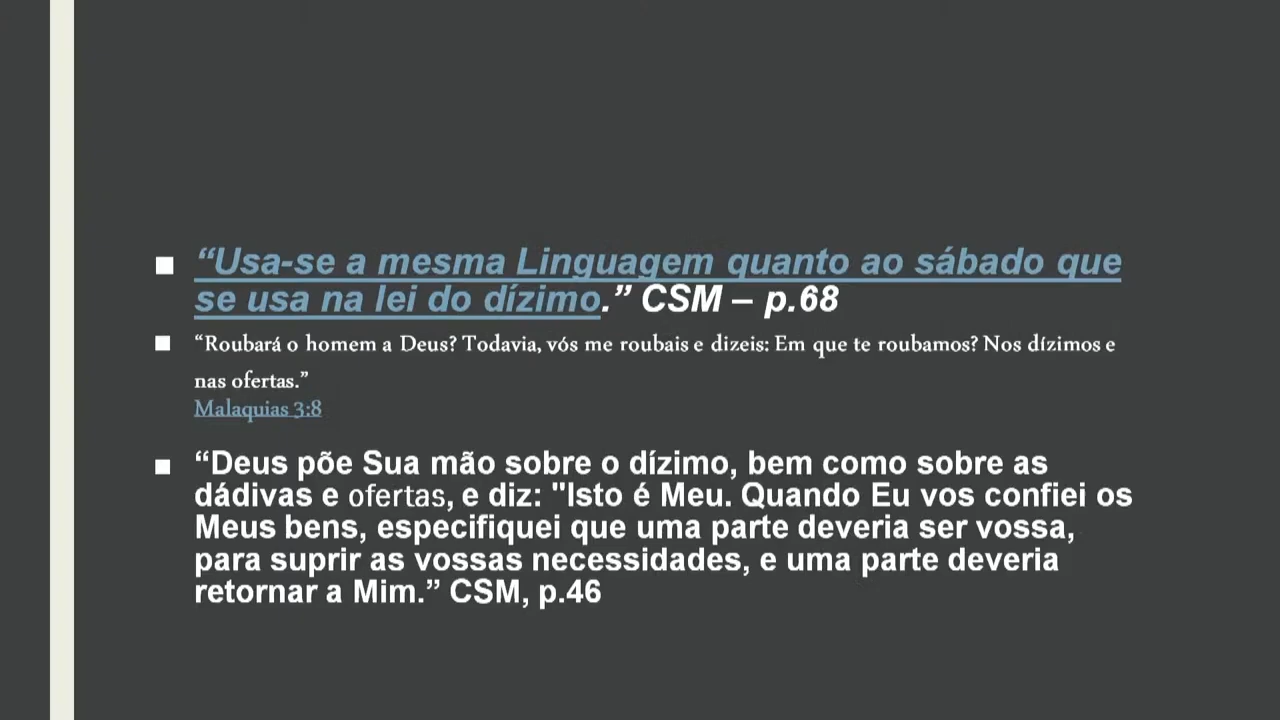 “Usa-se a mesma Linguagem quanto ao sábado que
se usa na lei do dízimo.” CSM – p.68
“Roubará o homem a Deus? Todavia, vós me roubais e dizeis: Em que te roubamos? Nos dízimos e
nas ofertas.”
Malaquias 3:8
“Deus põe Sua mão sobre o dízimo, bem como sobre as
dádivas e ofertas, e diz: "Isto é Meu. Quando Eu vos confiei os
Meus bens, especifiquei que uma parte deveria ser vossa,
para suprir as vossas necessidades, e uma parte deveria
retornar a Mim.” CSM, p.46